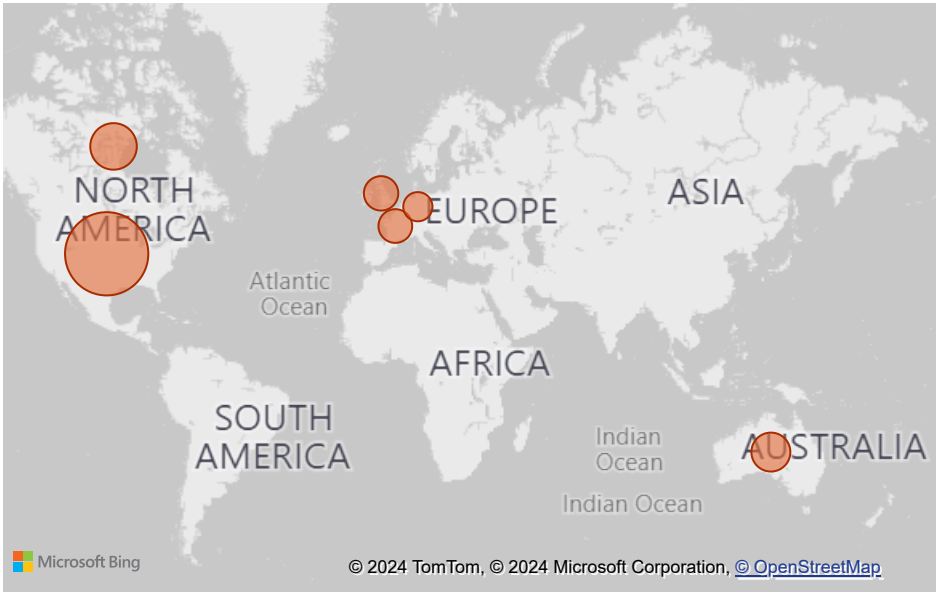 NORTH
AMERICA
EUROPE
ASIA
Atlantic
Ocean
AFRICA
SOUTH
AMERICA
Indian
Ocean
AUSTRALIA
Indian Ocean
Microsoft Bing
© 2024 TomTom, © 2024 Microsoft Corporation, © OpenStreetMap